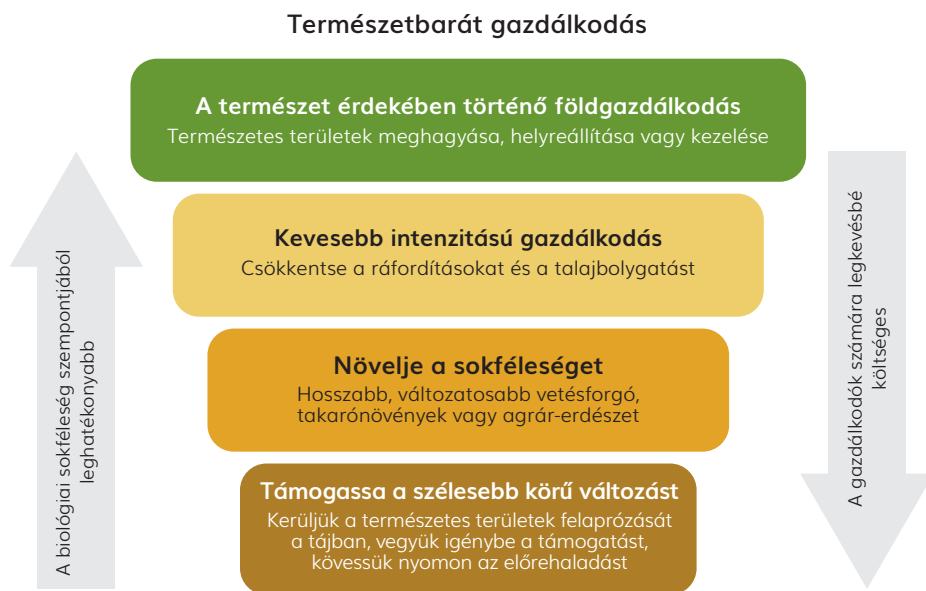 Természetbarát gazdálkodás
A természet érdekében történő földgazdálkodás
Természetes területek meghagyása, helyreállítása vagy kezelése
Kevesebb intenzitású gazdálkodás
Csökkentse a ráfordításokat és a talajbolygatást
Növelje a sokféleséget
Hosszabb, változatosabb vetésforgó,
takarónövények vagy agrár-erdészet
Támogassa a szélesebb körű változást
Kerüljük a természetes területek felaprózását
a tájban, vegyük igénybe a támogatást,
kövessük nyomon az előrehaladást
A biológiai sokféleség szempontjából
leghatékonyabb
A gazdálkodók számára legkevésbé
költséges